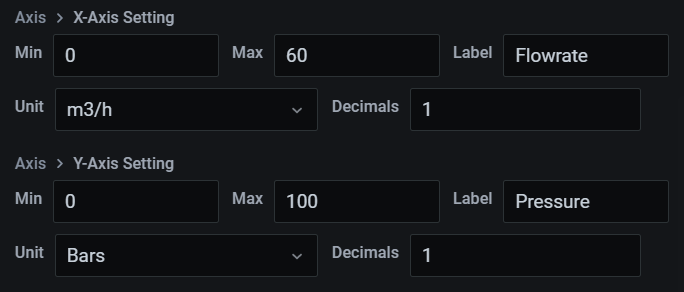 Axis > X-Axis Setting
Min 0 Max 60 Label Flowrate
Unit m3/h Decimals 1
Axis > Y-Axis Setting
Min 0 Max 100 Label Pressure
Unit Bars Decimals 1